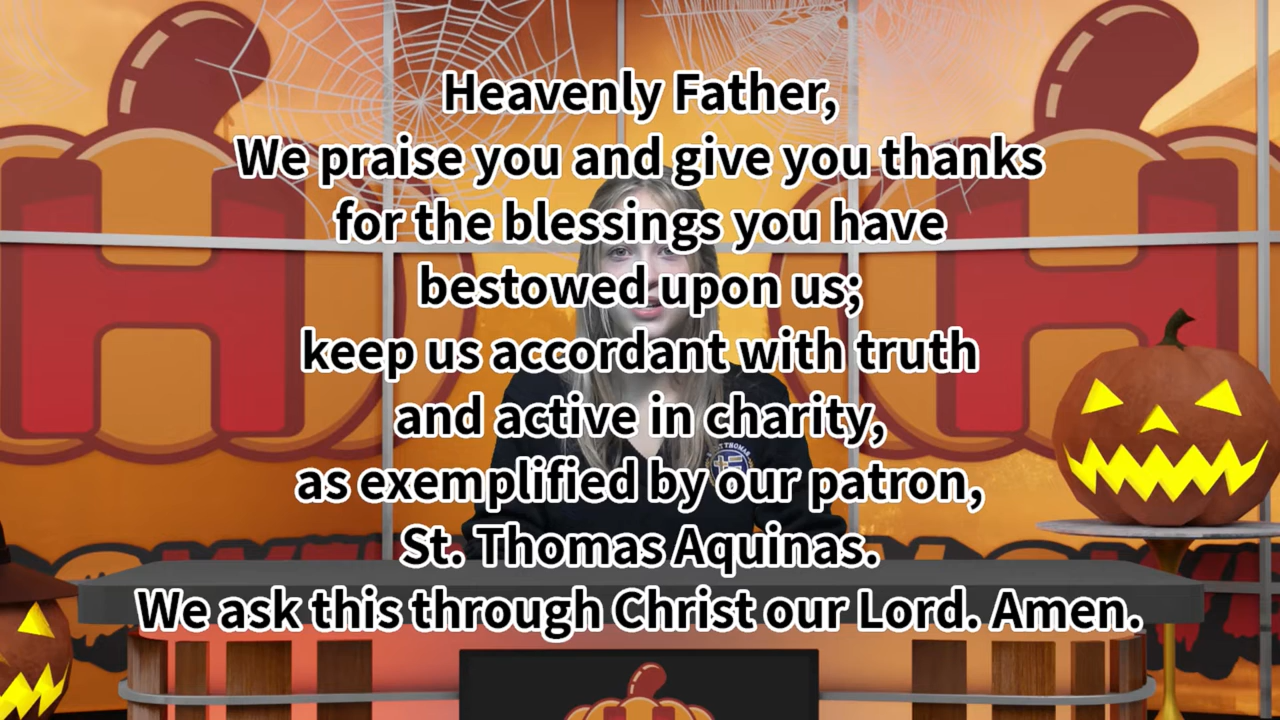 Heavenly Father,
We praise you and give you thanks
for the blessings you have
bestowed upon us;
keep us accordant with truth
and active in charity,
as exemplified by our patron,
St. Thomas Aquinas.
We ask this through Christ our Lord. Amen.
H
H
THOMAS